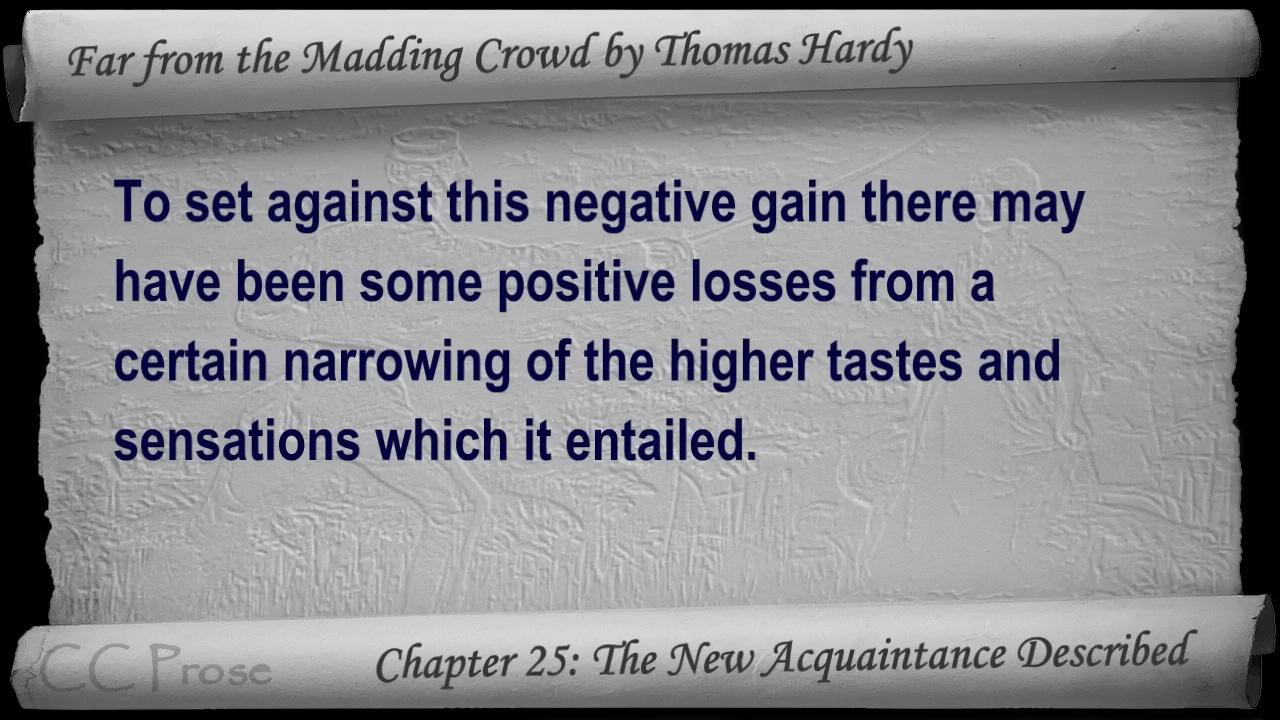 Far from the Madding Crowd by Thomas Hardy
To set against this negative gain there may
have been some positive losses from a
certain narrowing of the higher tastes and
sensations which it entailed.
CC Prose
Chapter 25: The New Acquaintance Described